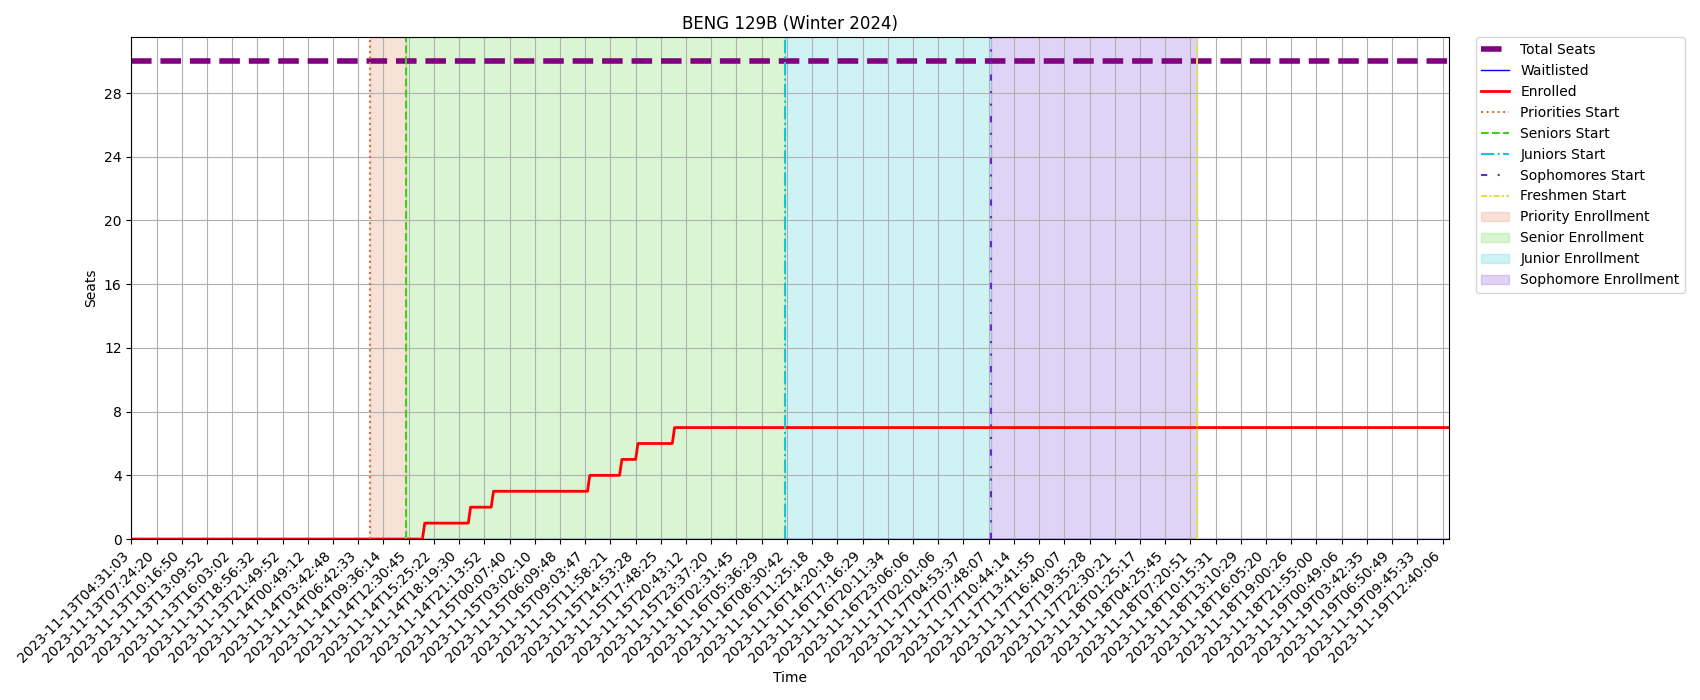 BENG 129B (Winter 2024)
Seats
28
24
20
16
12
8
4
0
2023-11-13T04:31:03
2023-11-13T07:24:20
2023-11-13T10:16:50
2023-11-13T13:09:52
2023-11-13T16:03:02
2023-11-13T18:56:32
2023-11-13T21:49:52
2023-11-14T00:49:12
2023-11-14T03:42:48
2023-11-14T06:42:33
2023-11-14T09:36:14
2023-11-14T12:30:45
2023-11-14T15:25:22
2023-11-14T18:19:30
2023-11-14T21:13:52
2023-11-15T00:07:40
2023-11-15T03:02:10
2023-11-15T06:09:48
2023-11-15T09:03:47
2023-11-15T11:58:21
2023-11-15T14:53:28
2023-11-15T17:48:25
2023-11-15T20:43:12
2023-11-15T23:37:20
2023-11-16T02:31:45
2023-11-16T05:36:29
2023-11-16T08:30:42
2023-11-16T11:25:18
2023-11-16T14:20:18
2023-11-16T17:16:29
2023-11-16T20:11:34
2023-11-16T23:06:06
2023-11-17T02:01:06
2023-11-17T04:53:37
2023-11-17T07:48:07
2023-11-17T10:44:14
2023-11-17T13:41:55
2023-11-17T16:40:07
2023-11-17T19:35:28
2023-11-17T22:30:21
2023-11-18T01:25:17
2023-11-18T04:25:45
2023-11-18T07:20:51
2023-11-18T10:15:31
2023-11-18T13:10:29
2023-11-18T16:05:20
2023-11-18T19:00:26
2023-11-18T21:55:00
2023-11-19T00:49:06
2023-11-19T03:42:35
2023-11-19T06:50:49
2023-11-19T09:45:33
2023-11-19T12:40:06
Time
Total Seats
Waitlisted
Enrolled
Priorities Start
Seniors Start
Juniors Start
Sophomores Start
Freshmen Start
Priority Enrollment
Senior Enrollment
Junior Enrollment
Sophomore Enrollment